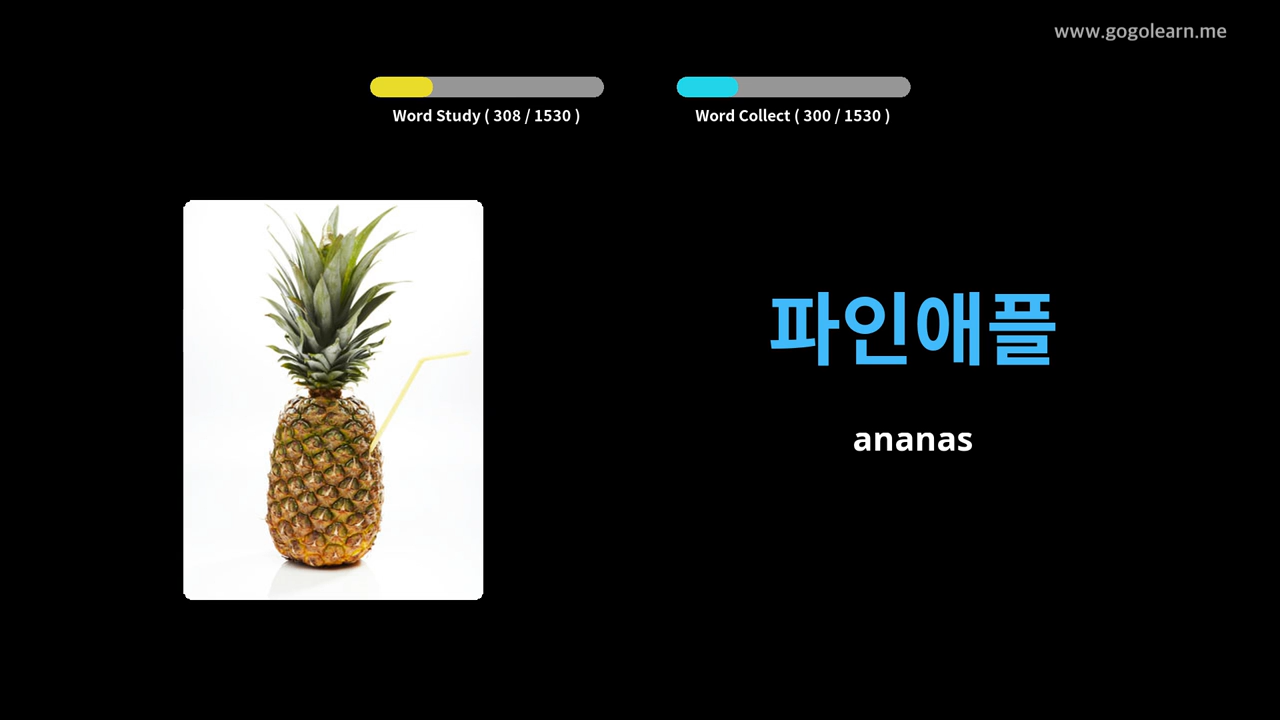 www.gogolearn.me
Word Study ( 308 / 1530 )
Word Collect ( 300 / 1530 )
파인애플
ananas